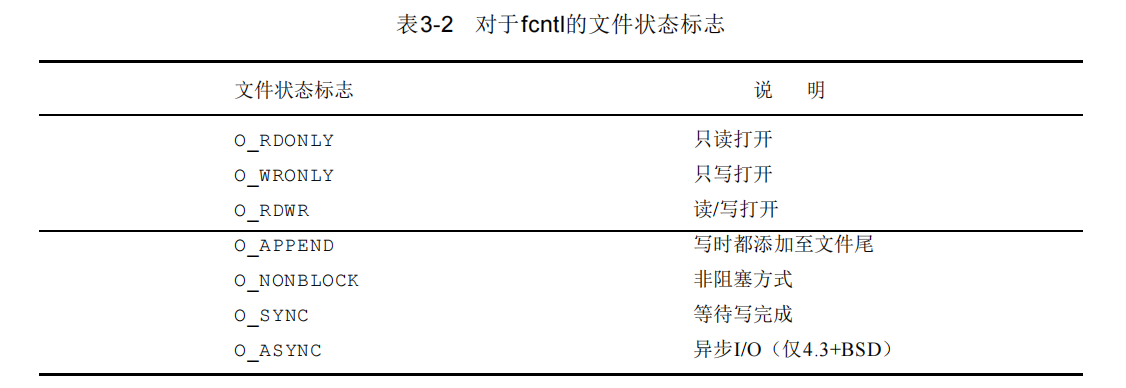 表3-2 对于fcntl的文件状态标志
文件状态标志 说 明
O_RDONLY 只读打开
O_WRONLY 只写打开
O_RDWR 读/写打开
O_APPEND 写时都添加至文件尾
O_NONBLOCK 非阻塞方式
O_SYNC 等待写完成
O_ASYNC 异步I/O（仅4.3+BSD）